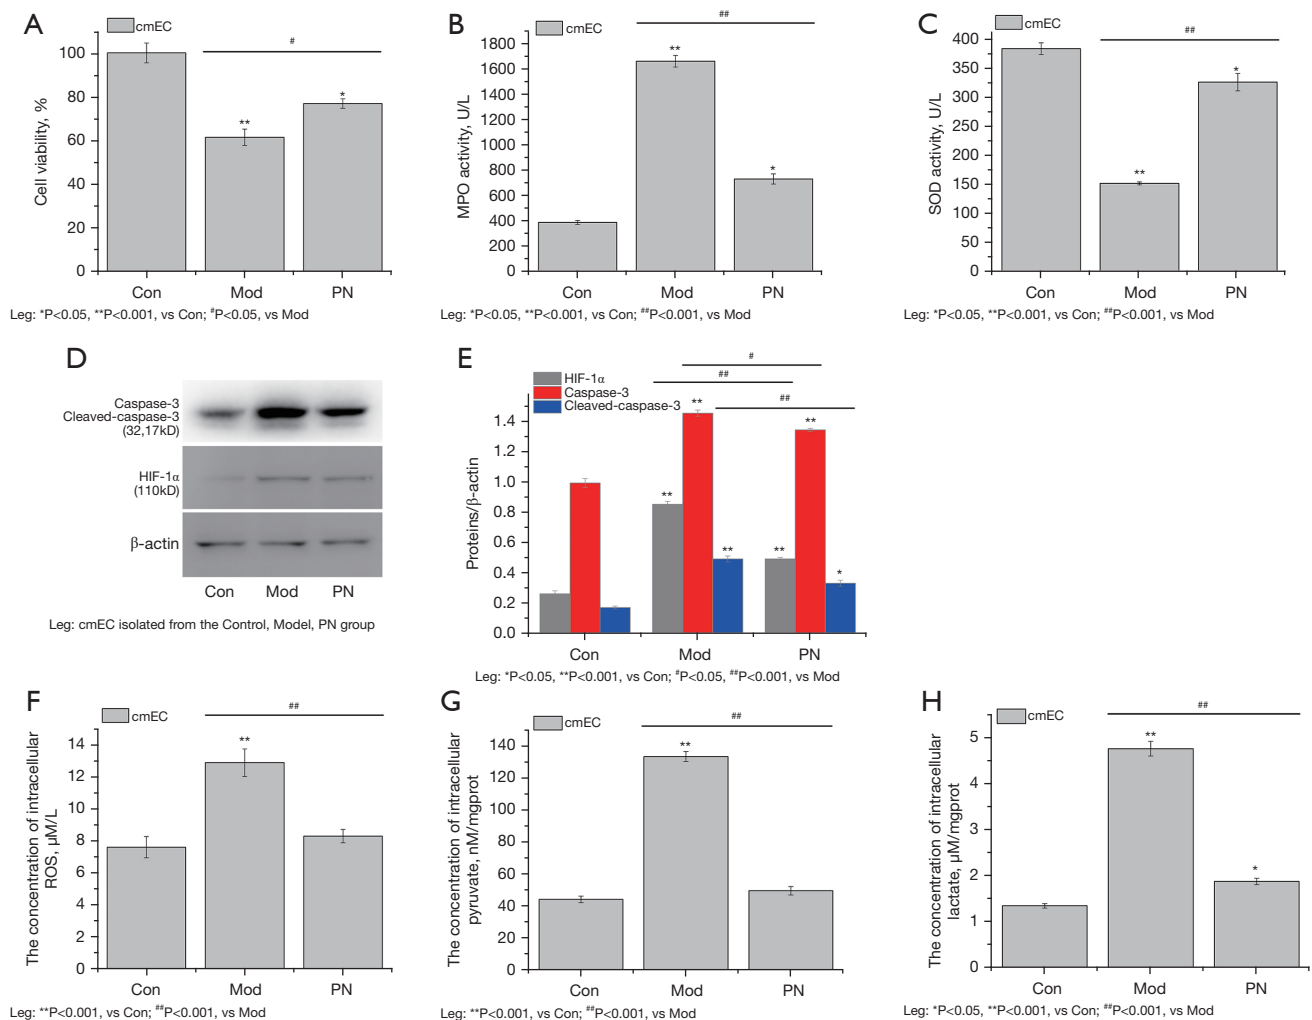 A
cmEC
#
**
*
Cell viability, %
100
80
60
40
20
0
Con Mod PN
Leg: *P<0.05, **P<0.001, vs Con; #P<0.05, vs Mod
B
cmEC
##
**
*
MPO activity, U/L
1800
1600
1400
1200
1000
800
600
400
200
0
Con Mod PN
Leg: *P<0.05, **P<0.001, vs Con; ##P<0.001, vs Mod
C
cmEC
##
*
**
SOD activity, U/L
400
350
300
250
200
150
100
50
0
Con Mod PN
Leg: *P<0.05, **P<0.001, vs Con; ##P<0.001, vs Mod
D
Caspase-3
Cleaved-caspase-3
(32,17kD)
HIF-1α
(110kD)
β-actin
Con Mod PN
Leg: cmEC isolated from the Control, Model, PN group
E
HIF-1α
Caspase-3
Cleaved-caspase-3
#
##
##
** **
** **
** *
Proteins/β-actin
1.4
1.2
1.0
0.8
0.6
0.4
0.2
0.0
Con Mod PN
Leg: *P<0.05, **P<0.001, vs Con; #P<0.05, ##P<0.001, vs Mod
F
cmEC
##
**
The concentration of intracellular
ROS, μM/L
14
12
10
8
6
4
2
0
Con Mod PN
Leg: **P<0.001, vs Con; ##P<0.001, vs Mod
G
cmEC
##
**
The concentration of intracellular
pyruvate, nM/mgprot
140
120
100
80
60
40
20
0
Con Mod PN
Leg: **P<0.001, vs Con; ##P<0.001, vs Mod
H
cmEC
##
**
*
The concentration of intracellular
lactate, μM/mgprot
5
4
3
2
1
0
Con Mod PN
Leg: *P<0.05, **P<0.001, vs Con; ##P<0.001, vs Mod